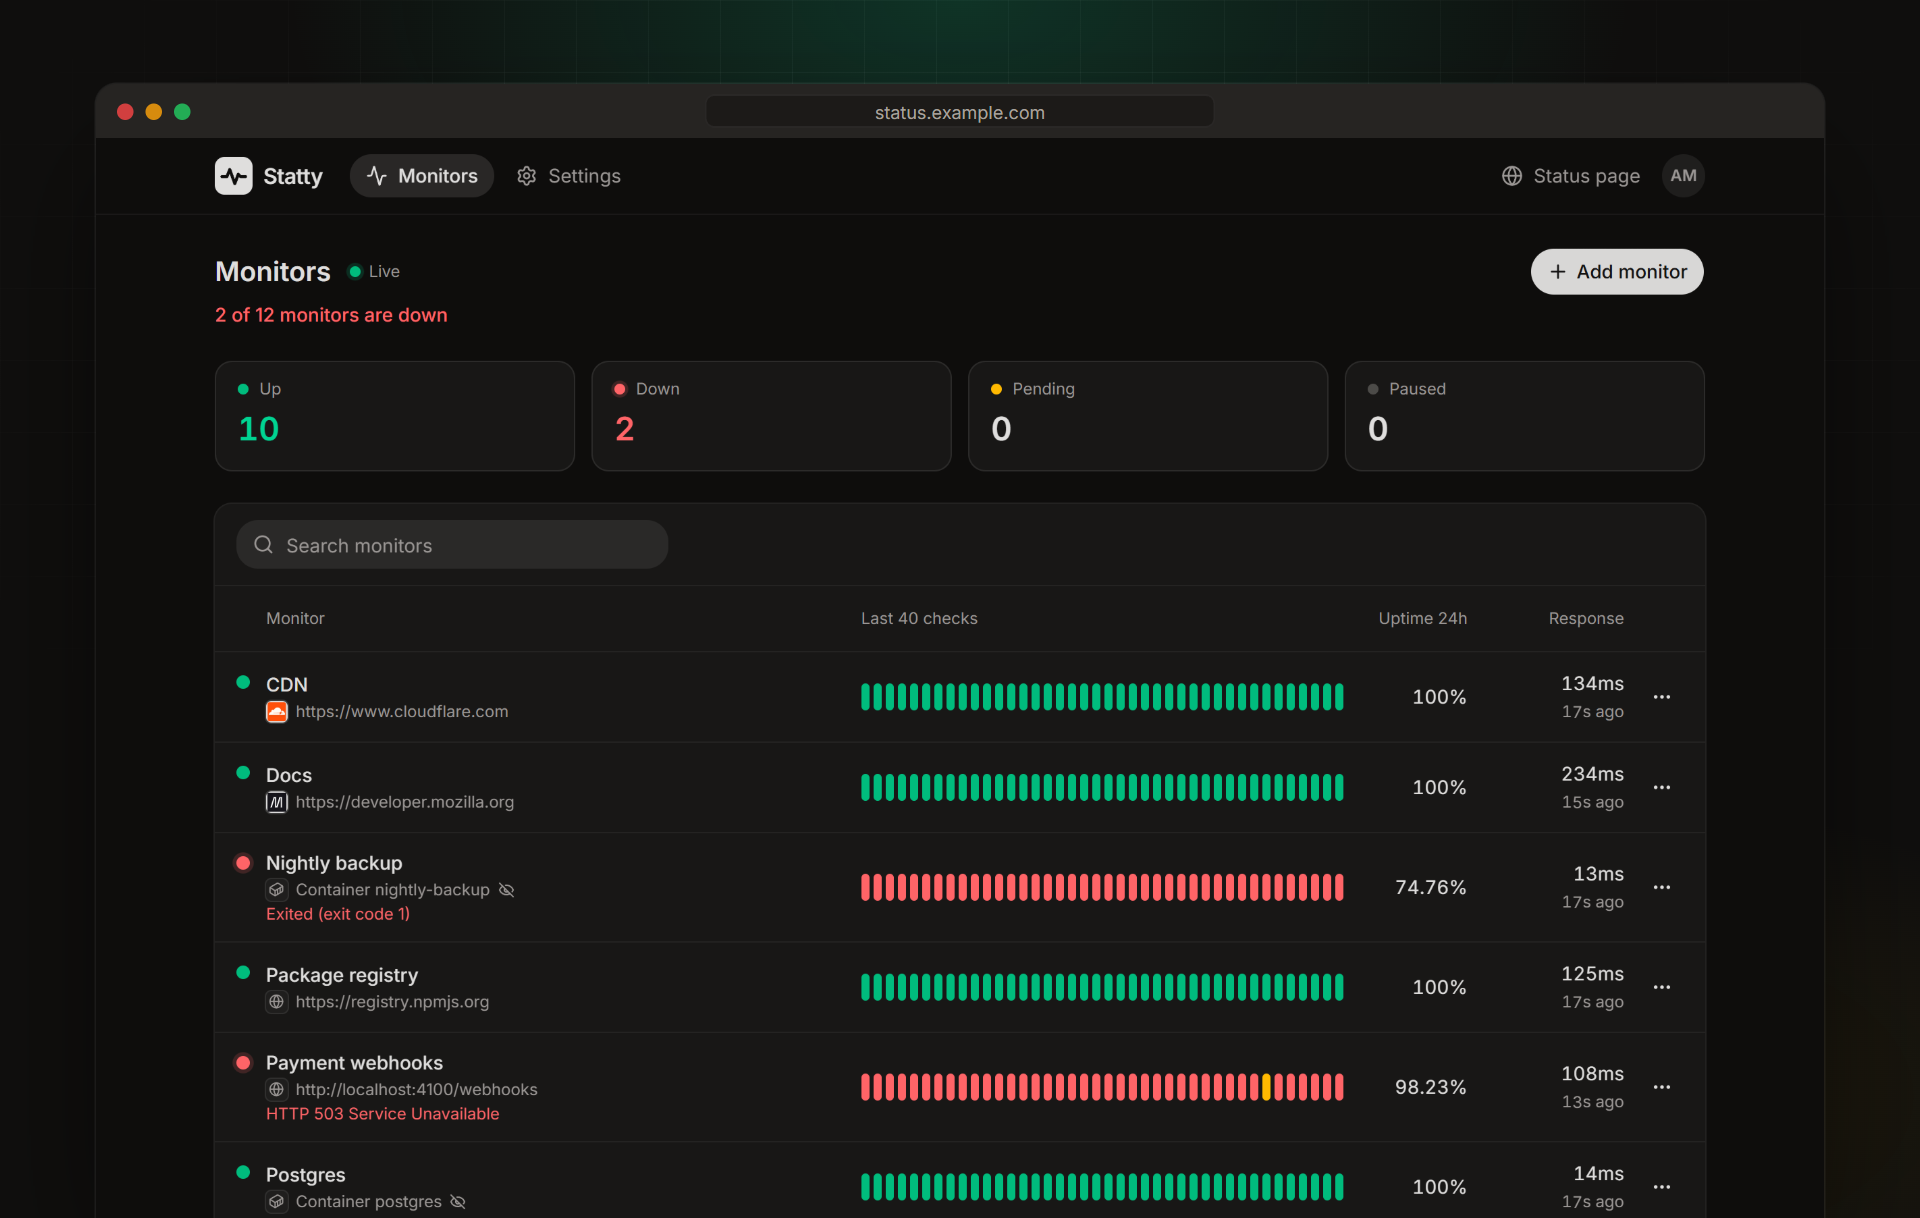 status.example.com
Statty
Monitors
Settings
Status page
AM
Monitors
Live
Add monitor
2 of 12 monitors are down
Up
10
Down
2
Pending
0
Paused
0
Search monitors
Monitor
Last 40 checks
Uptime 24h
Response
CDN
https://www.cloudflare.com
100%
134ms
17s ago
Docs
https://developer.mozilla.org
100%
234ms
15s ago
Nightly backup
Container nightly-backup
Exited (exit code 1)
74.76%
13ms
17s ago
Package registry
https://registry.npmjs.org
100%
125ms
17s ago
Payment webhooks
http://localhost:4100/webhooks
HTTP 503 Service Unavailable
98.23%
108ms
13s ago
Postgres
Container postgres
100%
14ms
17s ago